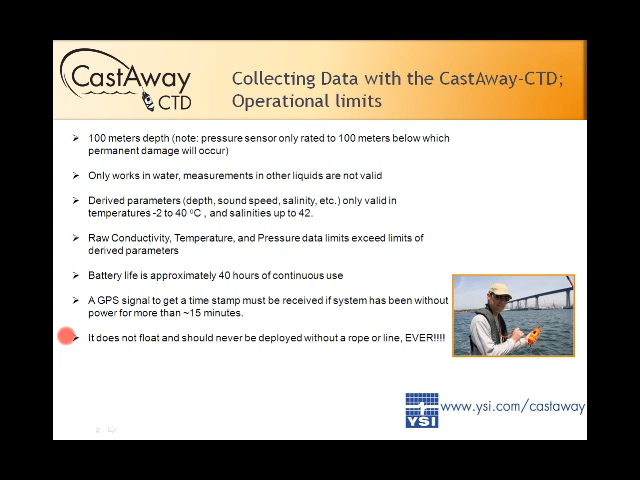 CastAway
CTD
Collecting Data with the CastAway-CTD;
Operational limits
100 meters depth (note: pressure sensor only rated to 100 meters below which
permanent damage will occur)
Only works in water, measurements in other liquids are not valid
Derived parameters (depth, sound speed, salinity, etc.) only valid in
temperatures -2 to 40 ºC , and salinities up to 42.
Raw Conductivity, Temperature, and Pressure data limits exceed limits of
derived parameters
Battery life is approximately 40 hours of continuous use
A GPS signal to get a time stamp must be received if system has been without
power for more than ~15 minutes.
It does not float and should never be deployed without a rope or line, EVER!!!!
www.ysi.com/castaway
YSI